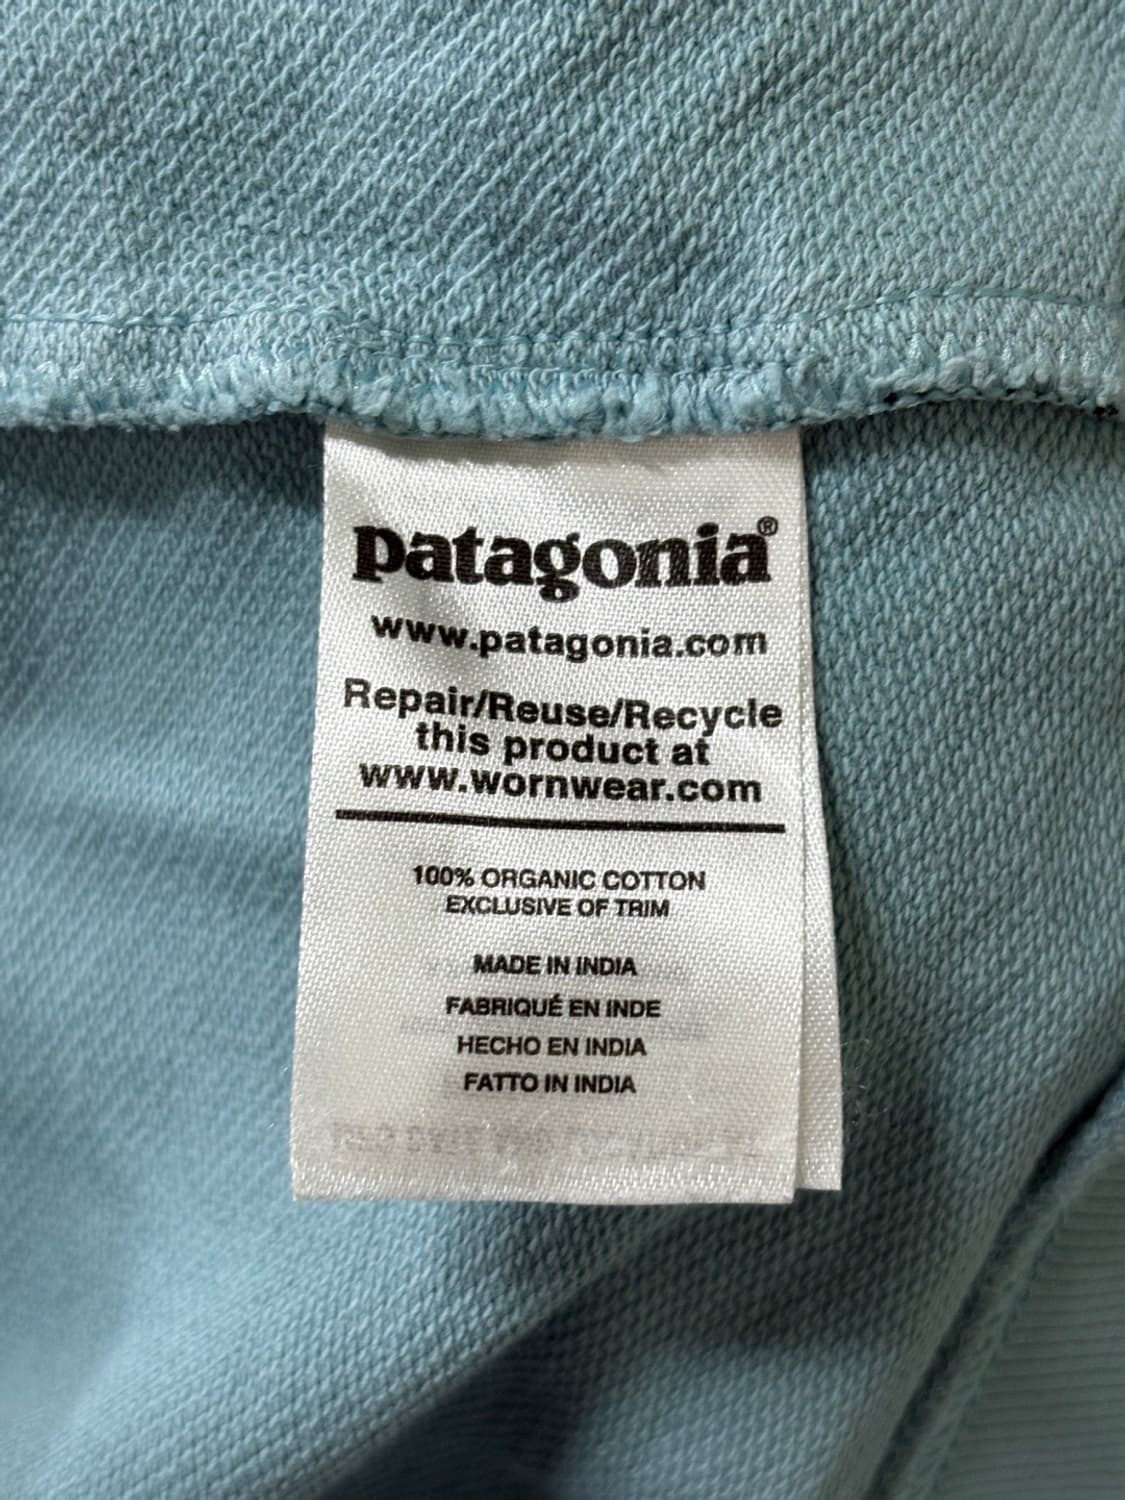 patagonia®
www.patagonia.com
Repair/Reuse/Recycle
this product at
www.wornwear.com
100% ORGANIC COTTON
EXCLUSIVE OF TRIM
MADE IN INDIA
FABRIQUÉ EN INDE
HECHO EN INDIA
FATTO IN INDIA